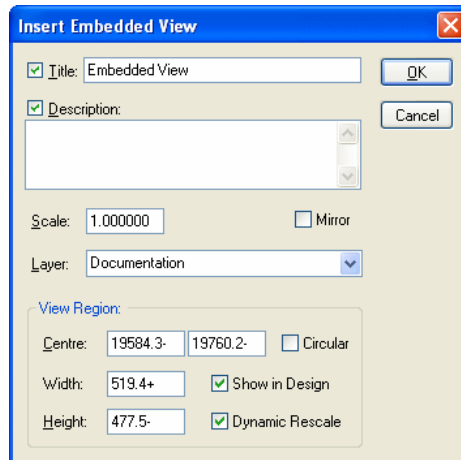 Insert Embedded View
Title: Embedded View OK
Description: Cancel
Scale: 1.000000 Mirror
Layer: Documentation
View Region:
Centre: 19584.3- 19760.2- Circular
Width: 519.4+ Show in Design
Height: 477.5- Dynamic Rescale